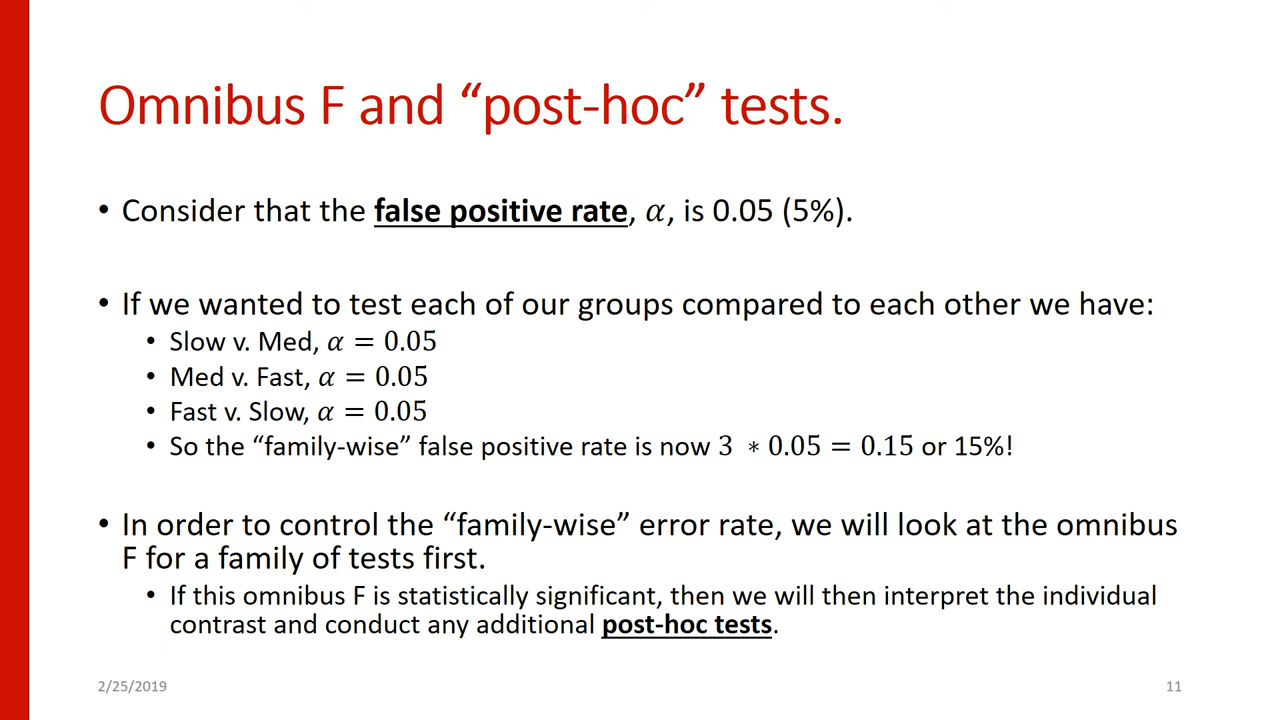 Omnibus F and “post-hoc” tests.
• Consider that the false positive rate, α, is 0.05 (5%).
• If we wanted to test each of our groups compared to each other we have:
• Slow v. Med, α = 0.05
• Med v. Fast, α = 0.05
• Fast v. Slow, α = 0.05
• So the “family-wise” false positive rate is now 3 ∗ 0.05 = 0.15 or 15%!
• In order to control the “family-wise” error rate, we will look at the omnibus
F for a family of tests first.
• If this omnibus F is statistically significant, then we will then interpret the individual
contrast and conduct any additional post-hoc tests.
2/25/2019
11